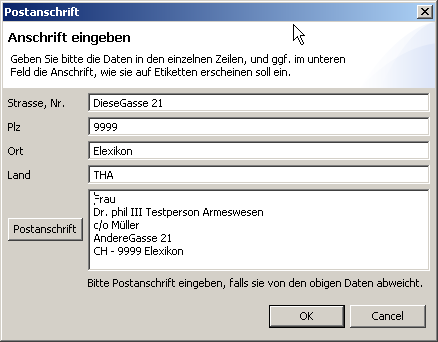 Postanschrift
Anschrift eingeben
Geben Sie bitte die Daten in den einzelnen Zeilen, und ggf. im unteren
Feld die Anschrift, wie sie auf Etiketten erscheinen soll ein.
Strasse, Nr. DieseGasse 21
Plz 9999
Ort Elexikon
Land THA
Postanschrift
Frau
Dr. phil III Testperson Armeswesen
c/o Müller
AndereGasse 21
CH - 9999 Elexikon
Bitte Postanschrift eingeben, falls sie von den obigen Daten abweicht.
OK Cancel